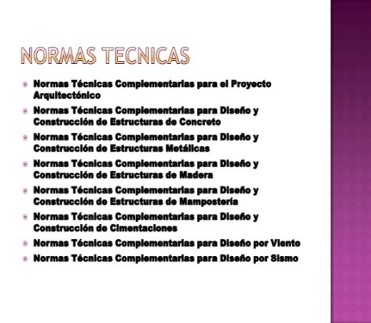 NORMAS TECNICAS
Normas Técnicas Complementarias para el Proyecto
Arquitectónico
Normas Técnicas Complementarias para Diseño y
Construcción de Estructuras de Concreto
Normas Técnicas Complementarias para Diseño y
Construcción de Estructuras Metálicas
Normas Técnicas Complementarias para Diseño y
Construcción de Estructuras de Madera
Normas Técnicas Complementarias para Diseño y
Construcción de Estructuras de Mampostería
Normas Técnicas Complementarias para Diseño y
Construcción de Cimentaciones
Normas Técnicas Complementarias para Diseño por Viento
Normas Técnicas Complementarias para Diseño por Sismo